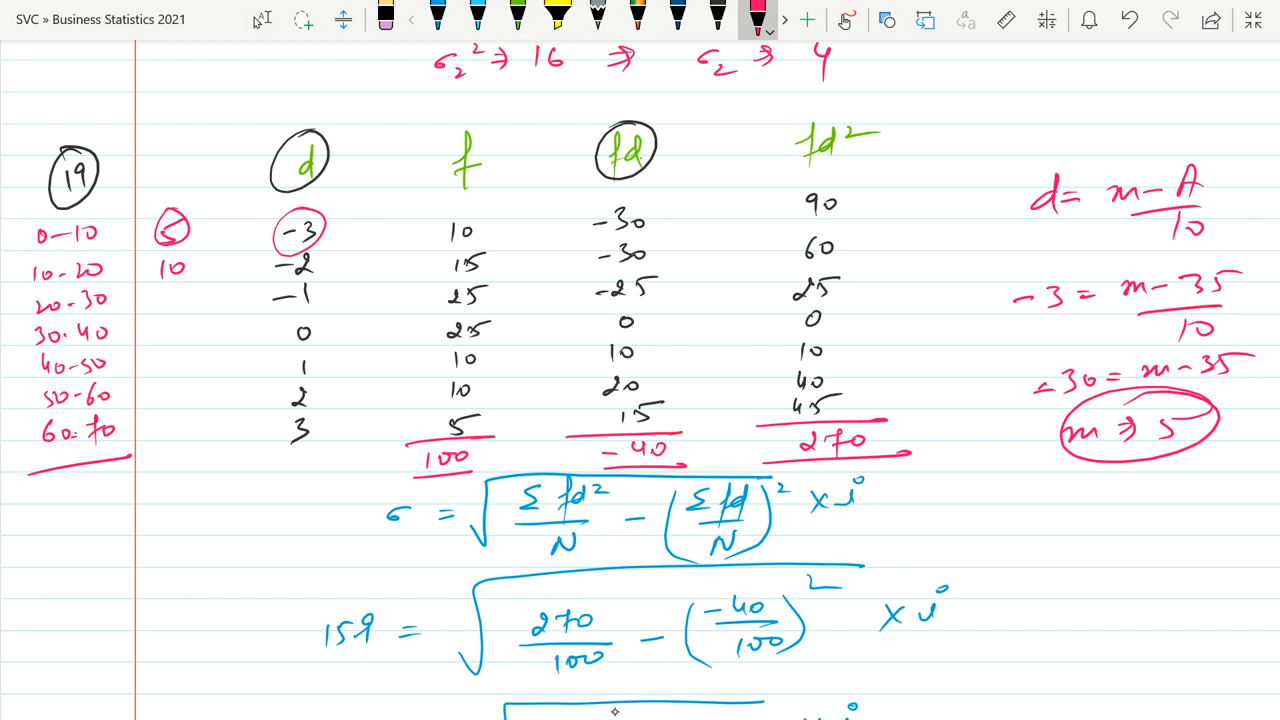 SVC » Business Statistics 2021
σ₂² ⇒ 16 ⇒ σ₂ ⇒ 4
19 d f fd fd²
0-10 5 -3 10 -30 90
10-20 10 -2 15 -30 60
20-30 -1 25 -25 25
30-40 0 25 0 0
40-50 1 10 10 10
50-60 2 10 20 40
60-70 3 5 15 45
100 -40 270
d = m-A/10
-3 = m-35/10
-30 = m-35
m ⇒ 5
σ = √Σfd²/N - (Σfd/N)² × i
159 = √270/100 - (-40/100)² × i
× i